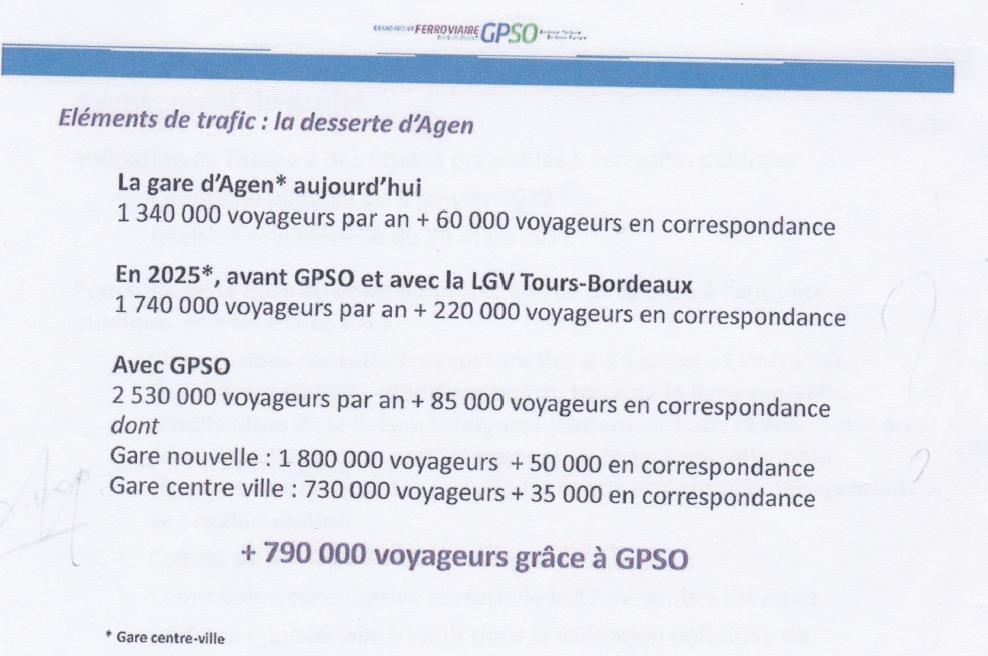 FERROVIAIRE GPSO
Eléments de trafic : la desserte d'Agen
La gare d'Agen* aujourd'hui
1 340 000 voyageurs par an + 60 000 voyageurs en correspondance
En 2025*, avant GPSO et avec la LGV Tours-Bordeaux
1 740 000 voyageurs par an + 220 000 voyageurs en correspondance
Avec GPSO
2 530 000 voyageurs par an + 85 000 voyageurs en correspondance
dont
Gare nouvelle : 1 800 000 voyageurs + 50 000 en correspondance
Gare centre ville : 730 000 voyageurs + 35 000 en correspondance
+ 790 000 voyageurs grâce à GPSO
* Gare centre-ville